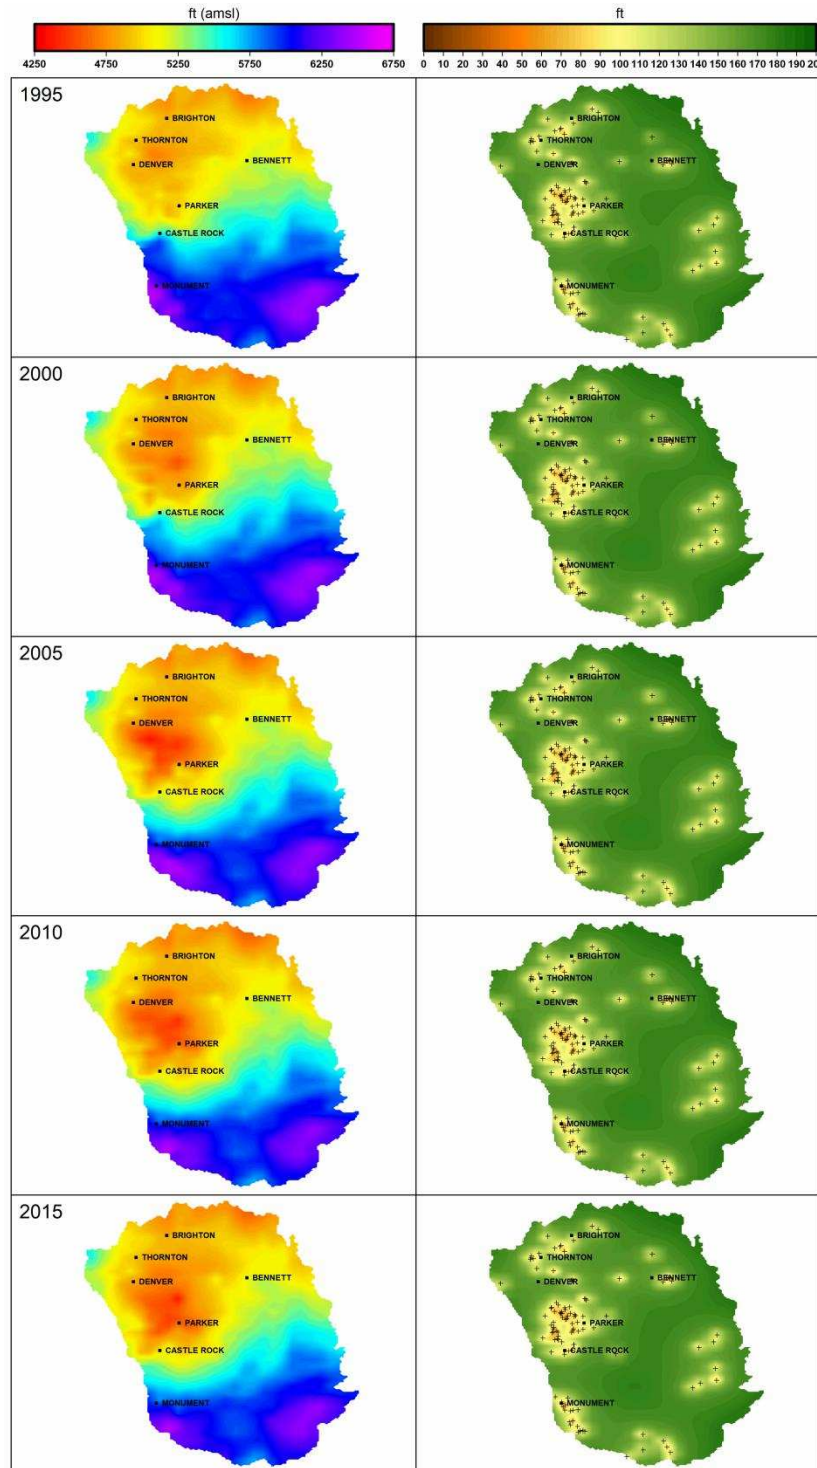 ft (amsl)
ft
4250 4750 5250 5750 6250 6750
0 10 20 30 40 50 60 70 80 90 100 110 120 130 140 150 160 170 180 190 200
1995
BRIGHTON
THORNTON
DENVER
BENNETT
PARKER
CASTLE ROCK
MONUMENT
BRIGHTON
THORNTON
DENVER
BENNETT
PARKER
CASTLE ROCK
MONUMENT
2000
BRIGHTON
THORNTON
DENVER
BENNETT
PARKER
CASTLE ROCK
MONUMENT
BRIGHTON
THORNTON
DENVER
BENNETT
PARKER
CASTLE ROCK
MONUMENT
2005
BRIGHTON
THORNTON
DENVER
BENNETT
PARKER
CASTLE ROCK
MONUMENT
BRIGHTON
THORNTON
DENVER
BENNETT
PARKER
CASTLE ROCK
MONUMENT
2010
BRIGHTON
THORNTON
DENVER
BENNETT
PARKER
CASTLE ROCK
MONUMENT
BRIGHTON
THORNTON
DENVER
BENNETT
PARKER
CASTLE ROCK
MONUMENT
2015
BRIGHTON
THORNTON
DENVER
BENNETT
PARKER
CASTLE ROCK
MONUMENT
BRIGHTON
THORNTON
DENVER
BENNETT
PARKER
CASTLE ROCK
MONUMENT